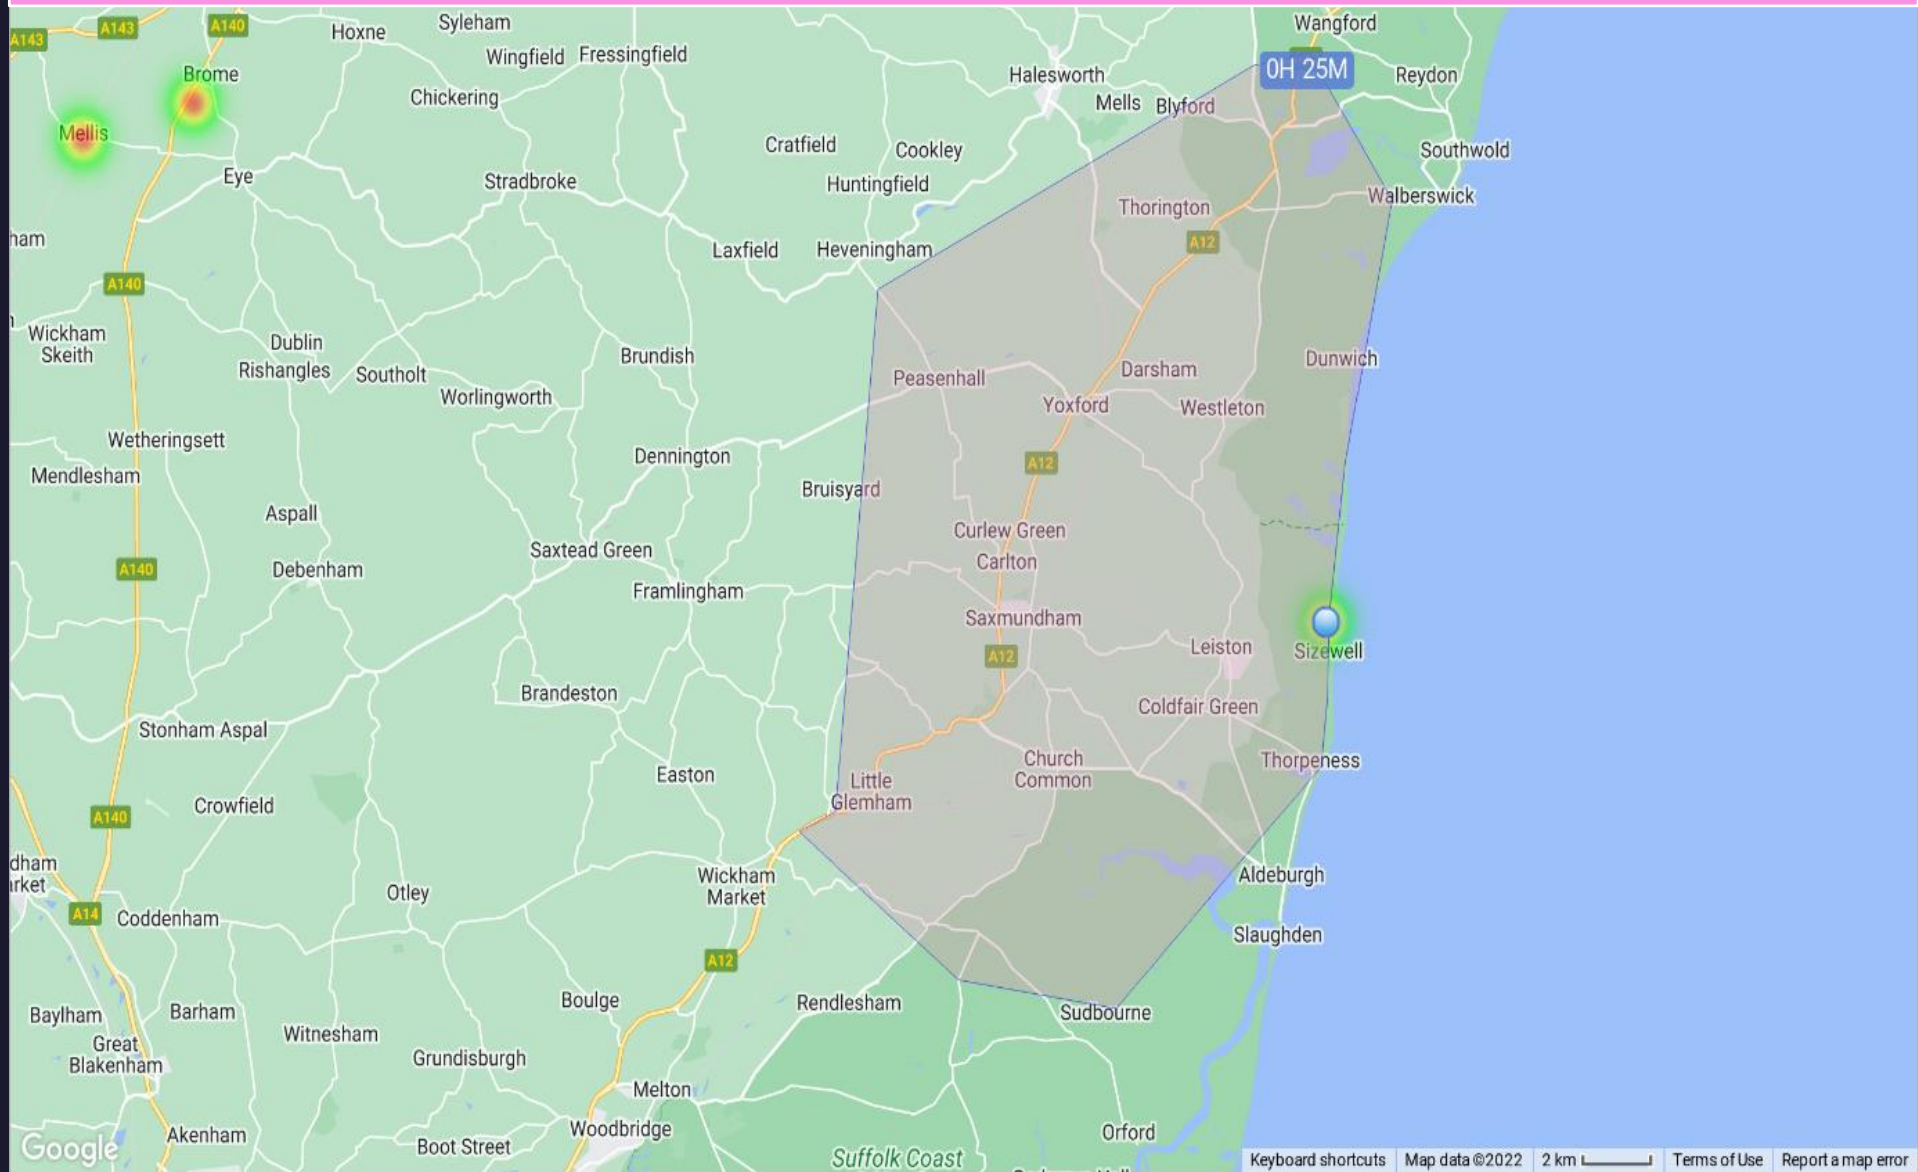 Wangford
A143
A143
A140
Hoxne
Syleham
Wingfield
Fressingfield
Halesworth
0H 25M
Reydon
Brome
Chickering
Mells
Blyford
Mellis
Cratfield
Cookley
Southwold
Eye
Stradbroke
Huntingfield
Thorington
Walberswick
ham
Laxfield
Heveningham
A12
A140
Wickham
Skeith
Dublin
Rishangles
Southolt
Brundish
Peasenhall
Darsham
Dunwich
Worlingworth
Yoxford
Westleton
Wetheringsett
Mendlesham
Dennington
A12
Bruisyard
Aspall
Curlew Green
Saxtead Green
Carlton
A140
Debenham
Framlingham
Saxmundham
Leiston
Sizewell
A12
Brandeston
Coldfair Green
Stonham Aspal
Church
Common
Thorpeness
Easton
Little
Glemham
Crowfield
A140
dham
arket
Wickham
Market
Aldeburgh
Otley
A14
Coddenham
Slaughden
A12
Boulge
Rendlesham
Sudbourne
Baylham
Barham
Witnesham
Great
Blakenham
Grundisburgh
Melton
Woodbridge
Orford
Akenham
Boot Street
Google
Suffolk Coast
Keyboard shortcuts
Map data ©2022
2 km
Terms of Use
Report a map error